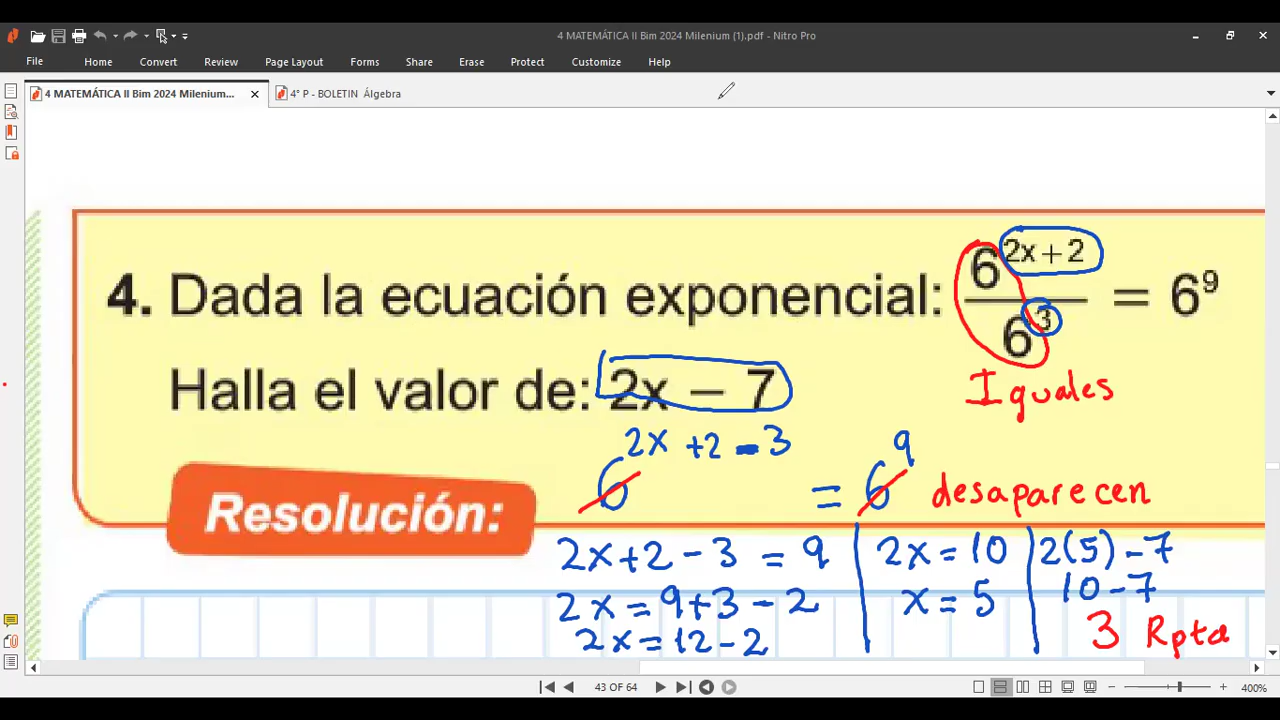 4 MATEMÁTICA II Bim 2024 Milenium (1).pdf - Nitro Pro
File Home Convert Review Page Layout Forms Share Erase Protect Customize Help
4 MATEMÁTICA II Bim 2024 Milenium... 4° P - BOLETIN Álgebra
4. Dada la ecuación exponencial: 6^(2x+2) / 6^3 = 6^9
Halla el valor de: 2x – 7
Iguales
6^(2x+2-3) = 6^9 desaparecen
Resolución:
2x+2-3 = 9
2x = 9+3-2
2x = 12-2
2x = 10
x = 5
2(5)-7
10-7
3 Rpta
43 OF 64
400%